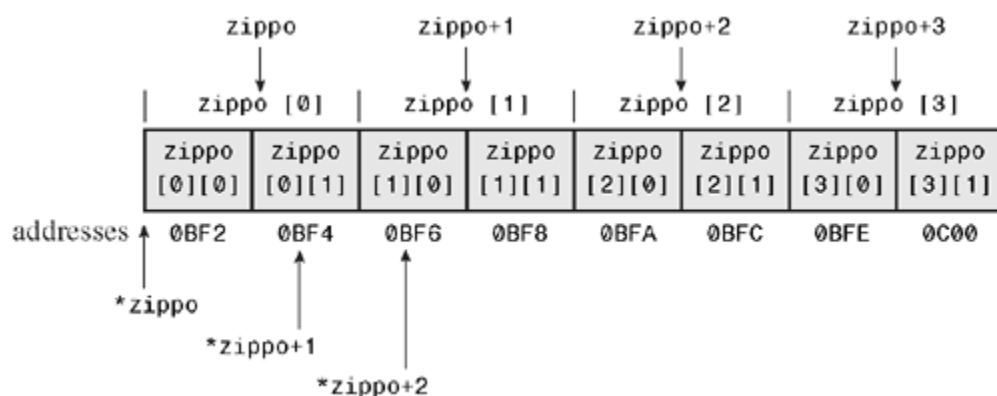 zippo zippo+1 zippo+2 zippo+3
zippo [0] zippo [1] zippo [2] zippo [3]
zippo zippo zippo zippo zippo zippo zippo zippo
[0][0] [0][1] [1][0] [1][1] [2][0] [2][1] [3][0] [3][1]
addresses 0BF2 0BF4 0BF6 0BF8 0BFA 0BFC 0BFE 0C00
*zippo
*zippo+1
*zippo+2